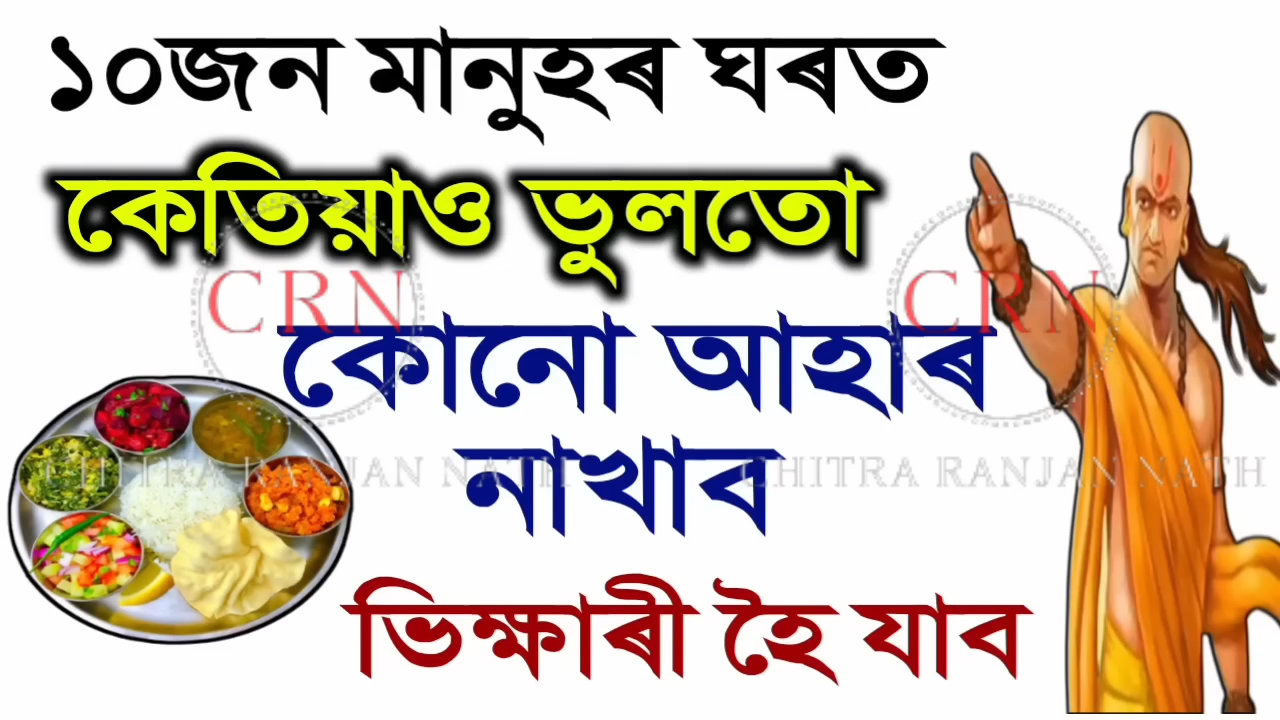 ১০জন মানুহৰ ঘৰত
কেতিয়াও ভুলতো
CRN CRN
কোনো আহাৰ
CHITRA RANJAN NATH CHITRA RANJAN NATH
নাখাব
ভিক্ষাৰী হৈ যাব